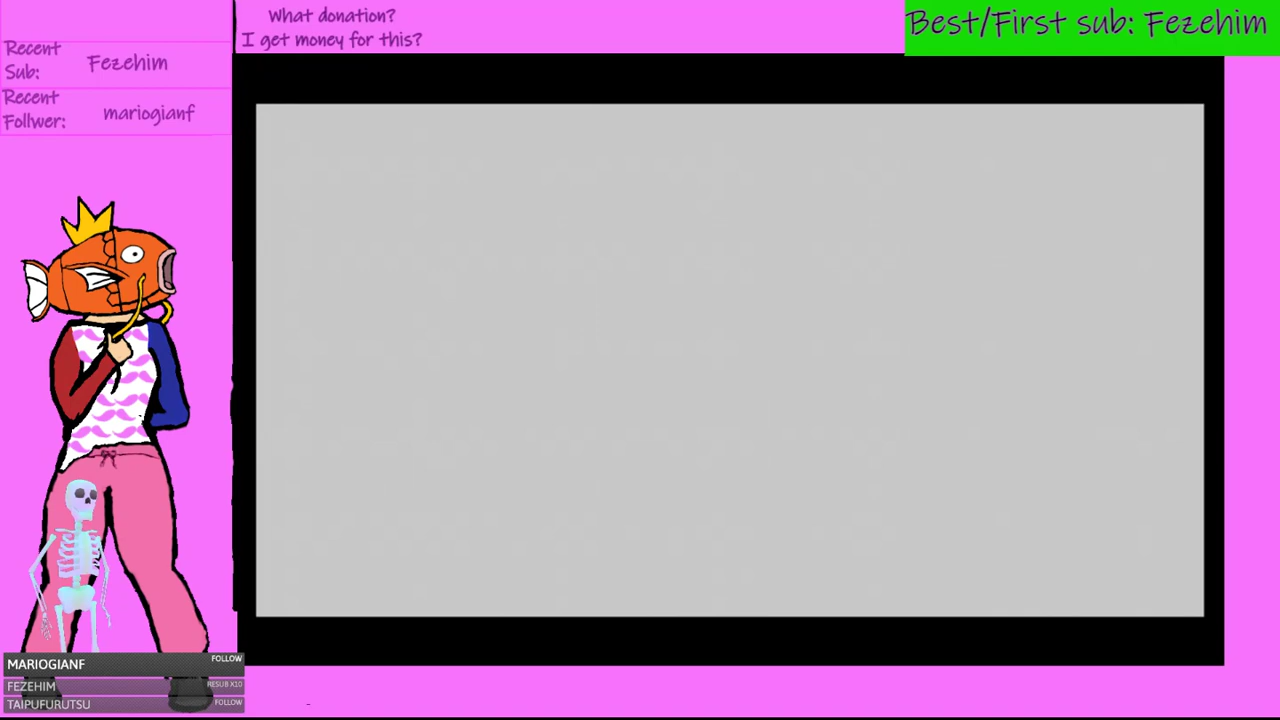 What donation?
I get money for this?
Best/First sub: Fezehim
Recent
Sub:
Fezehim
Recent
Follwer:
mariogianf
MARIOGIANF FOLLOW
FEZEHIM RESUB X10
TAIPUFURUTSU FOLLOW